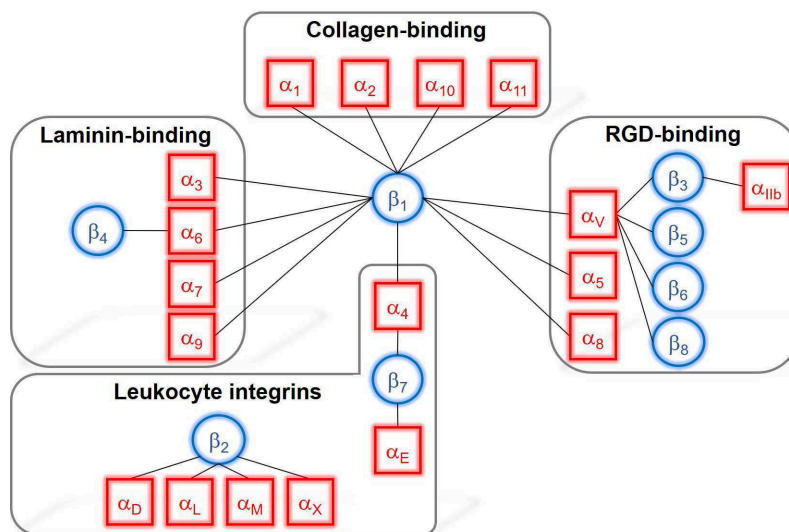 Collagen-binding
α1 α2 α10 α11
Laminin-binding
RGD-binding
α3
β3
αIIb
β1
αV
β4
α6
β5
α7
α5
β6
α4
α9
α8
β8
β7
Leukocyte integrins
β2
αE
αD αL αM αX